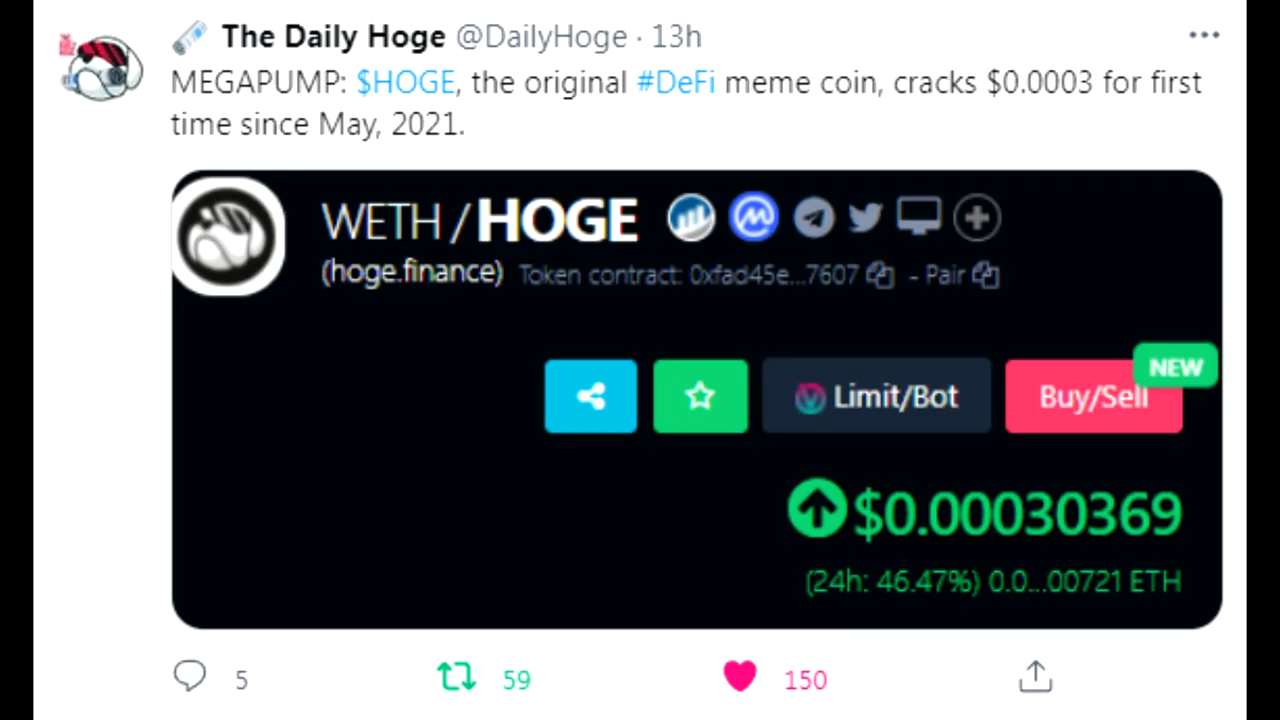 The Daily Hoge @DailyHoge · 13h
MEGAPUMP: $HOGE, the original #DeFi meme coin, cracks $0.0003 for first
time since May, 2021.
WETH / HOGE
(hoge.finance) Token contract: 0xfad45e...7607 - Pair
NEW
Limit/Bot Buy/Sell
$0.00030369
(24h: 46.47%) 0.0...00721 ETH
5 59 150